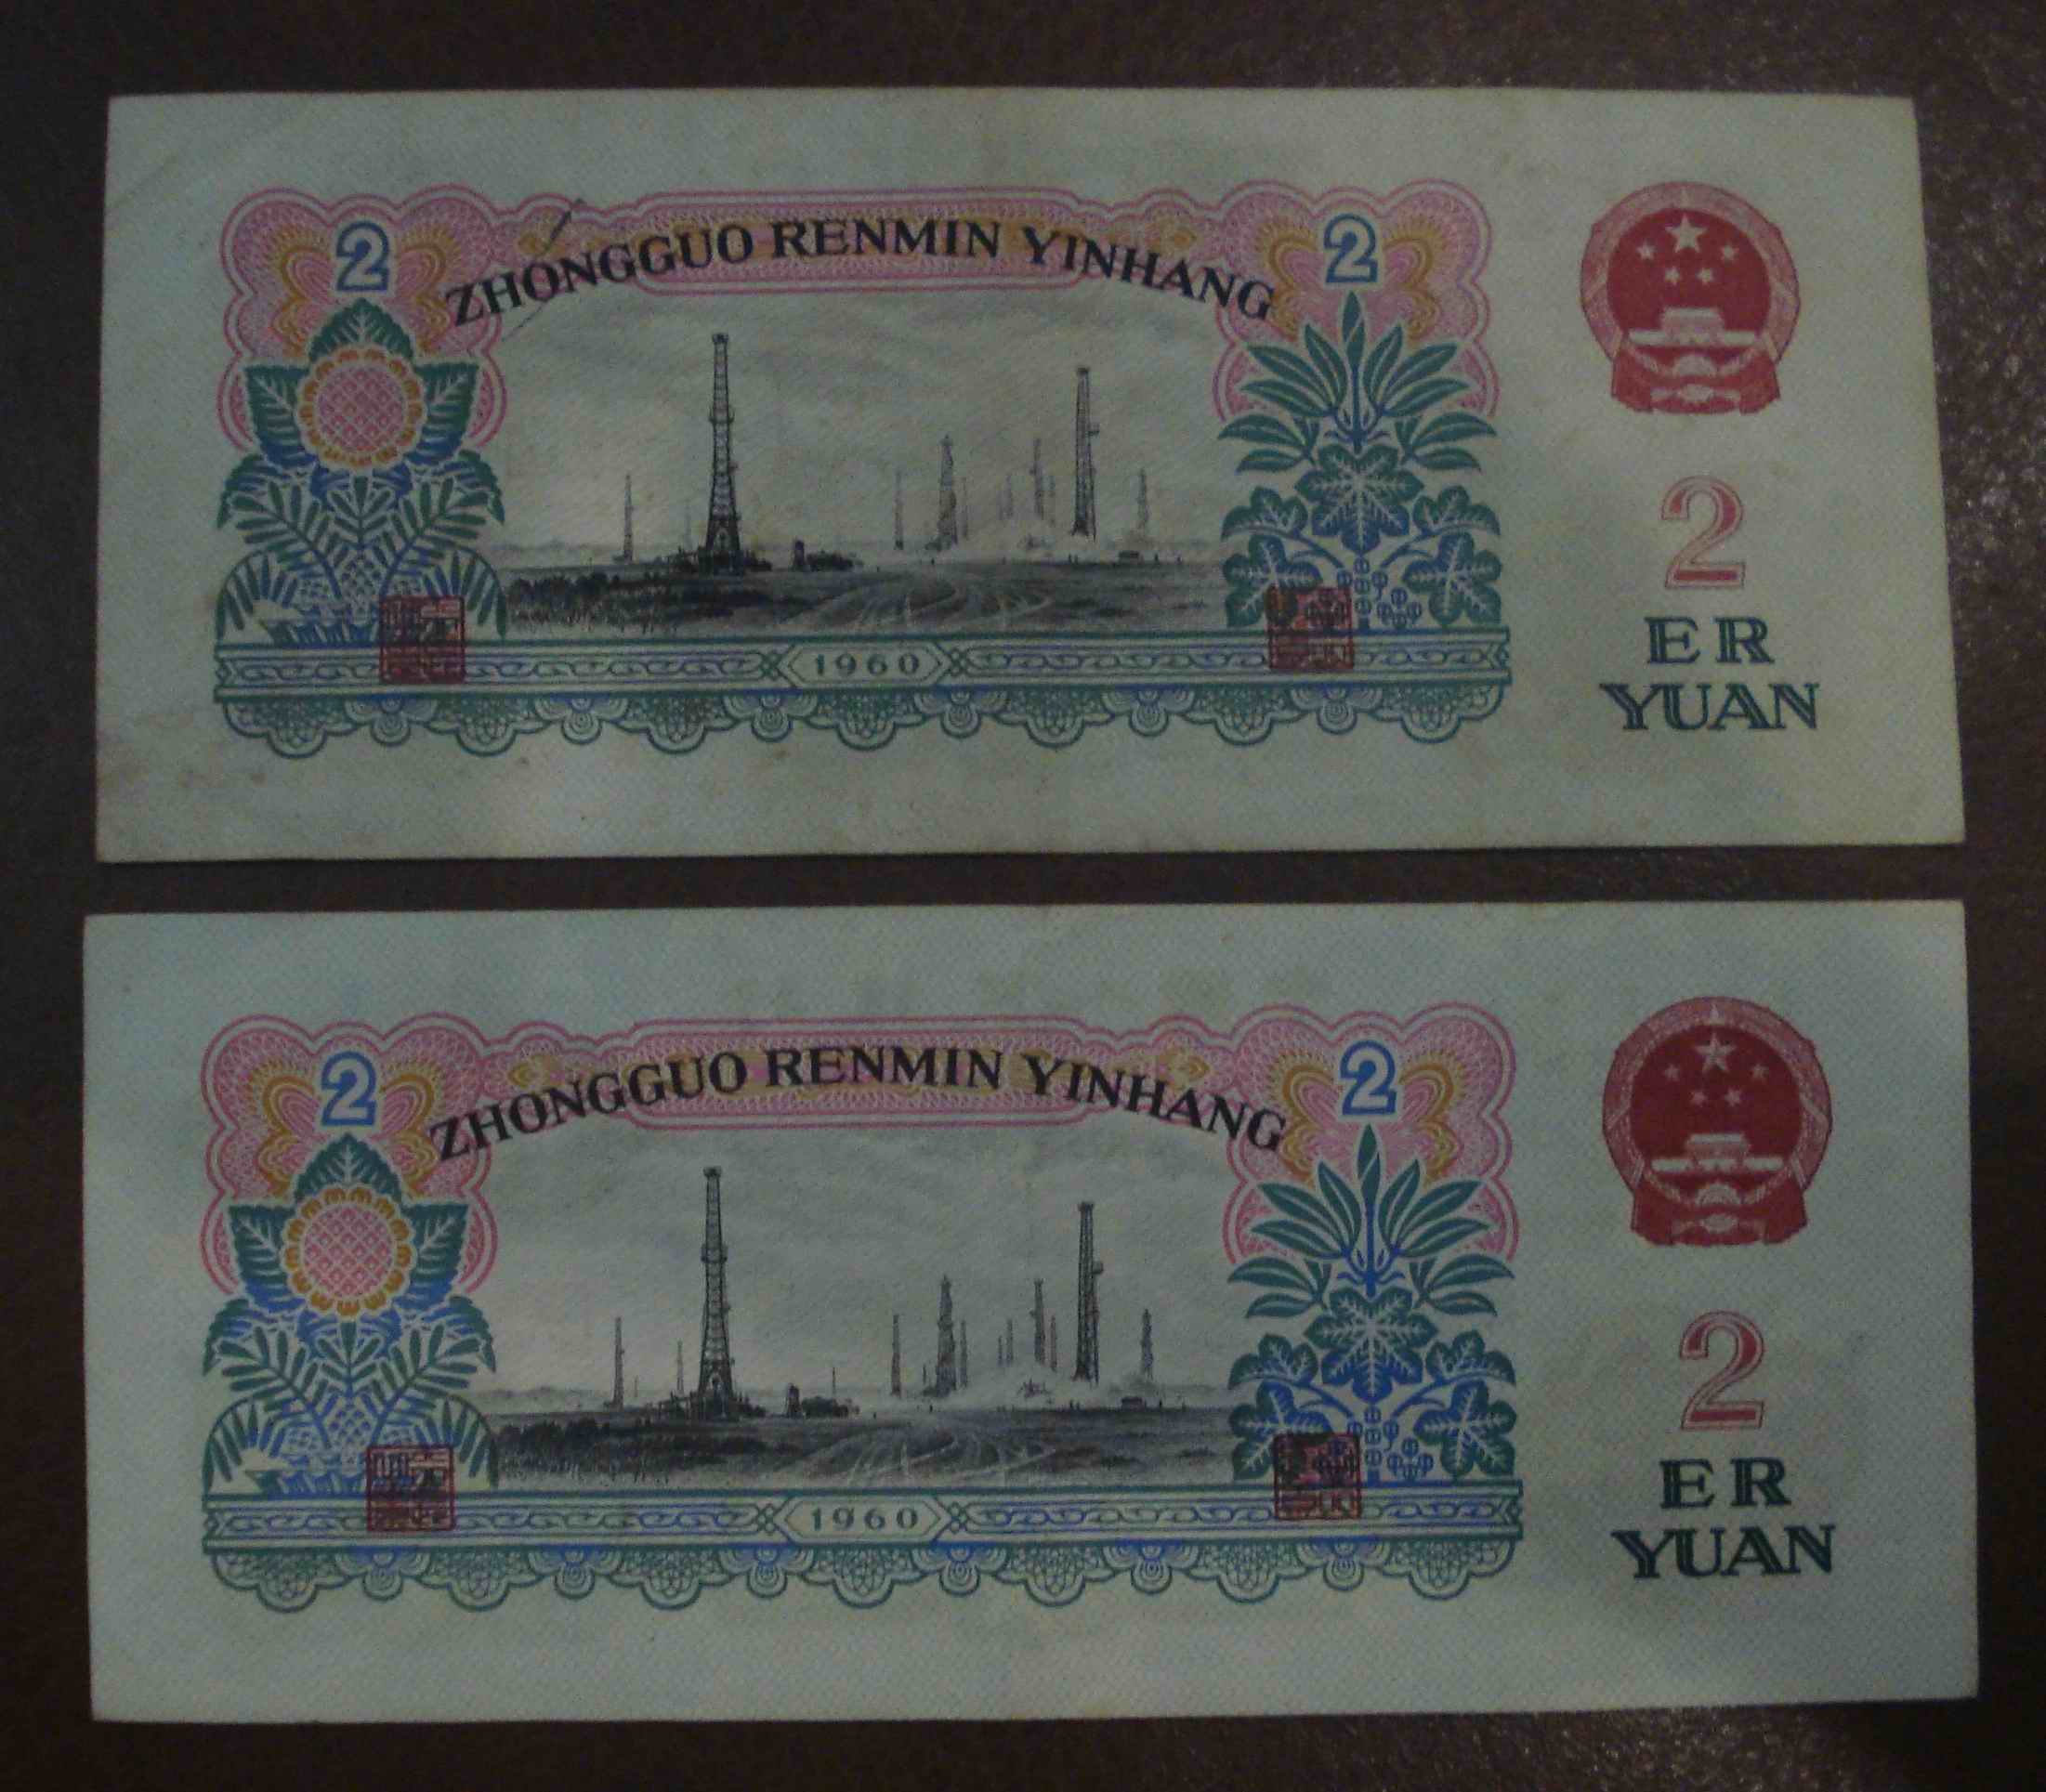 2
ZHONGGUO RENMIN YINHANG
2
2
ER
YUAN
1960
2
ZHONGGUO RENMIN YINHANG
2
2
ER
YUAN
1960